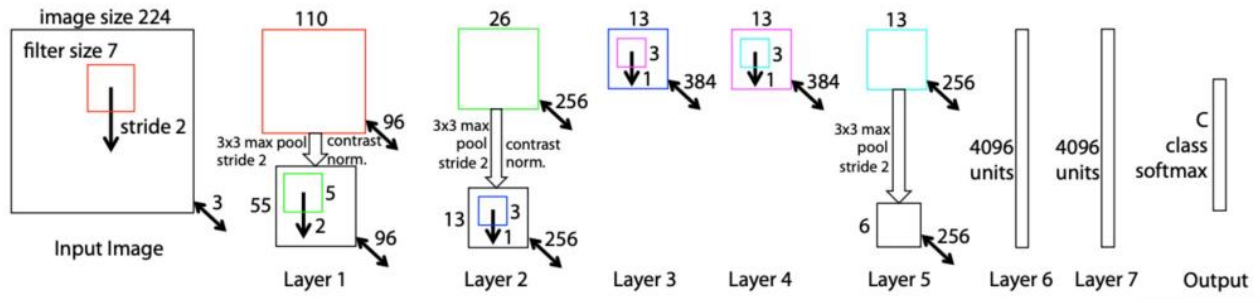 image size 224
filter size 7
stride 2
3
Input Image
110
96
3x3 max pool
stride 2
contrast
norm.
55
5
2
96
Layer 1
26
256
3x3 max
pool
stride 2
contrast
norm.
13
3
1
256
Layer 2
13
3
1
384
Layer 3
13
3
1
384
Layer 4
13
256
3x3 max
pool
stride 2
6
256
Layer 5
4096
units
Layer 6
4096
units
Layer 7
C
class
softmax
Output